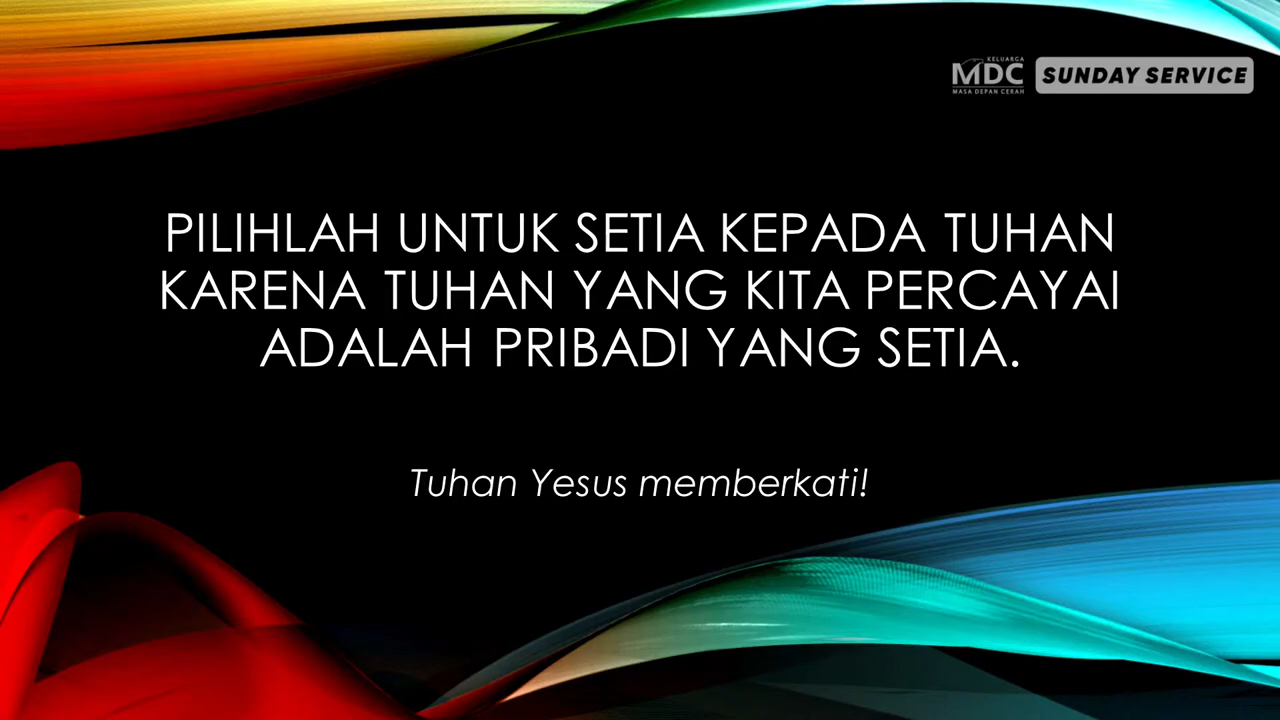 KELUARGA
MDC
MASA DEPAN CERAH
SUNDAY SERVICE
PILIHLAH UNTUK SETIA KEPADA TUHAN
KARENA TUHAN YANG KITA PERCAYAI
ADALAH PRIBADI YANG SETIA.
Tuhan Yesus memberkati!